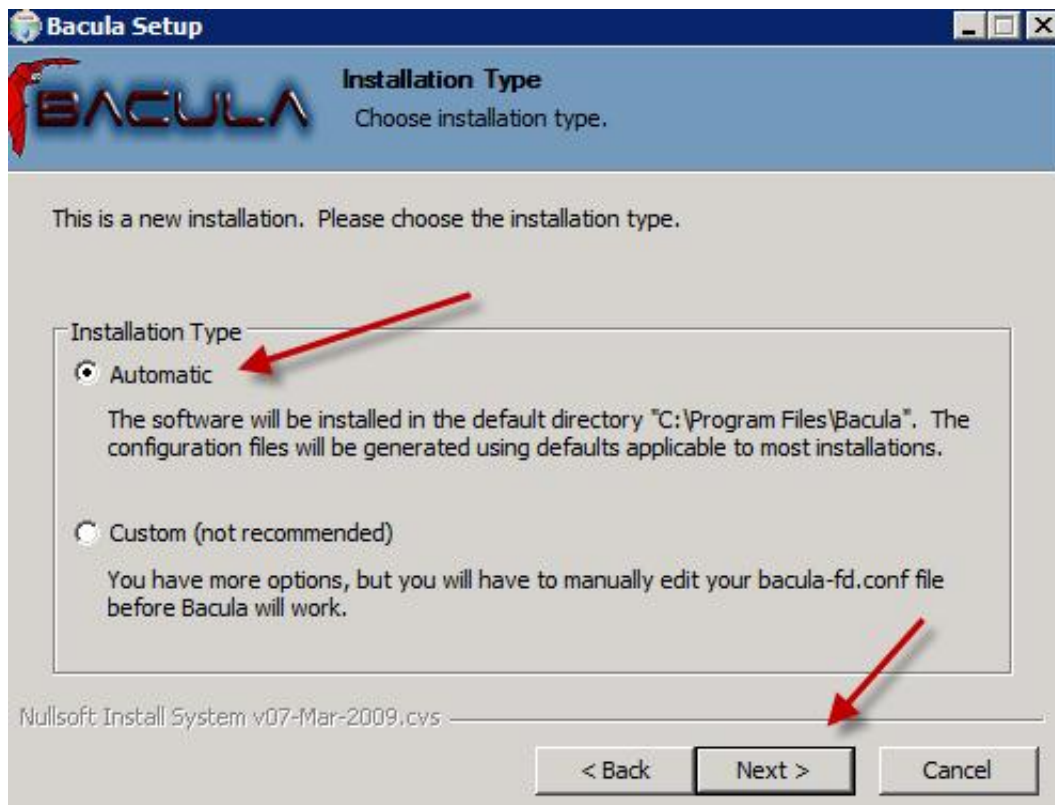 Bacula Setup
BACULA
Installation Type
Choose installation type.
This is a new installation.  Please choose the installation type.
Installation Type
Automatic
The software will be installed in the default directory "C:\Program Files\Bacula".  The
configuration files will be generated using defaults applicable to most installations.
Custom (not recommended)
You have more options, but you will have to manually edit your bacula-fd.conf file
before Bacula will work.
Nullsoft Install System v07-Mar-2009.cvs
< Back
Next >
Cancel